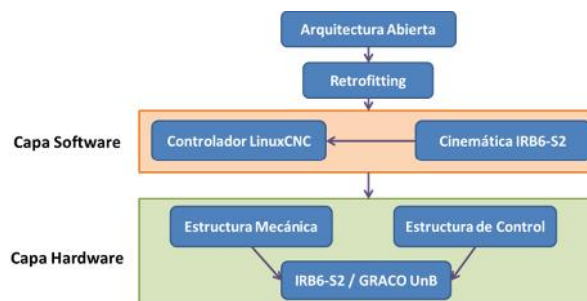 Arquitectura Abierta
Retrofitting
Capa Software
Controlador LinuxCNC
Cinemática IRB6-S2
Estructura Mecánica
Estructura de Control
Capa Hardware
IRB6-S2 / GRACO UnB